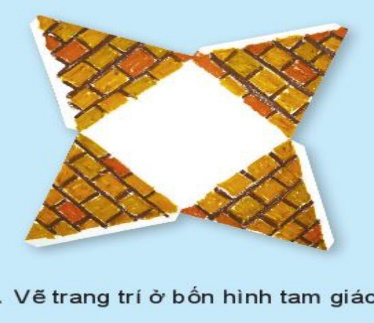 . Vẽ trang trí ở bốn hình tam giác